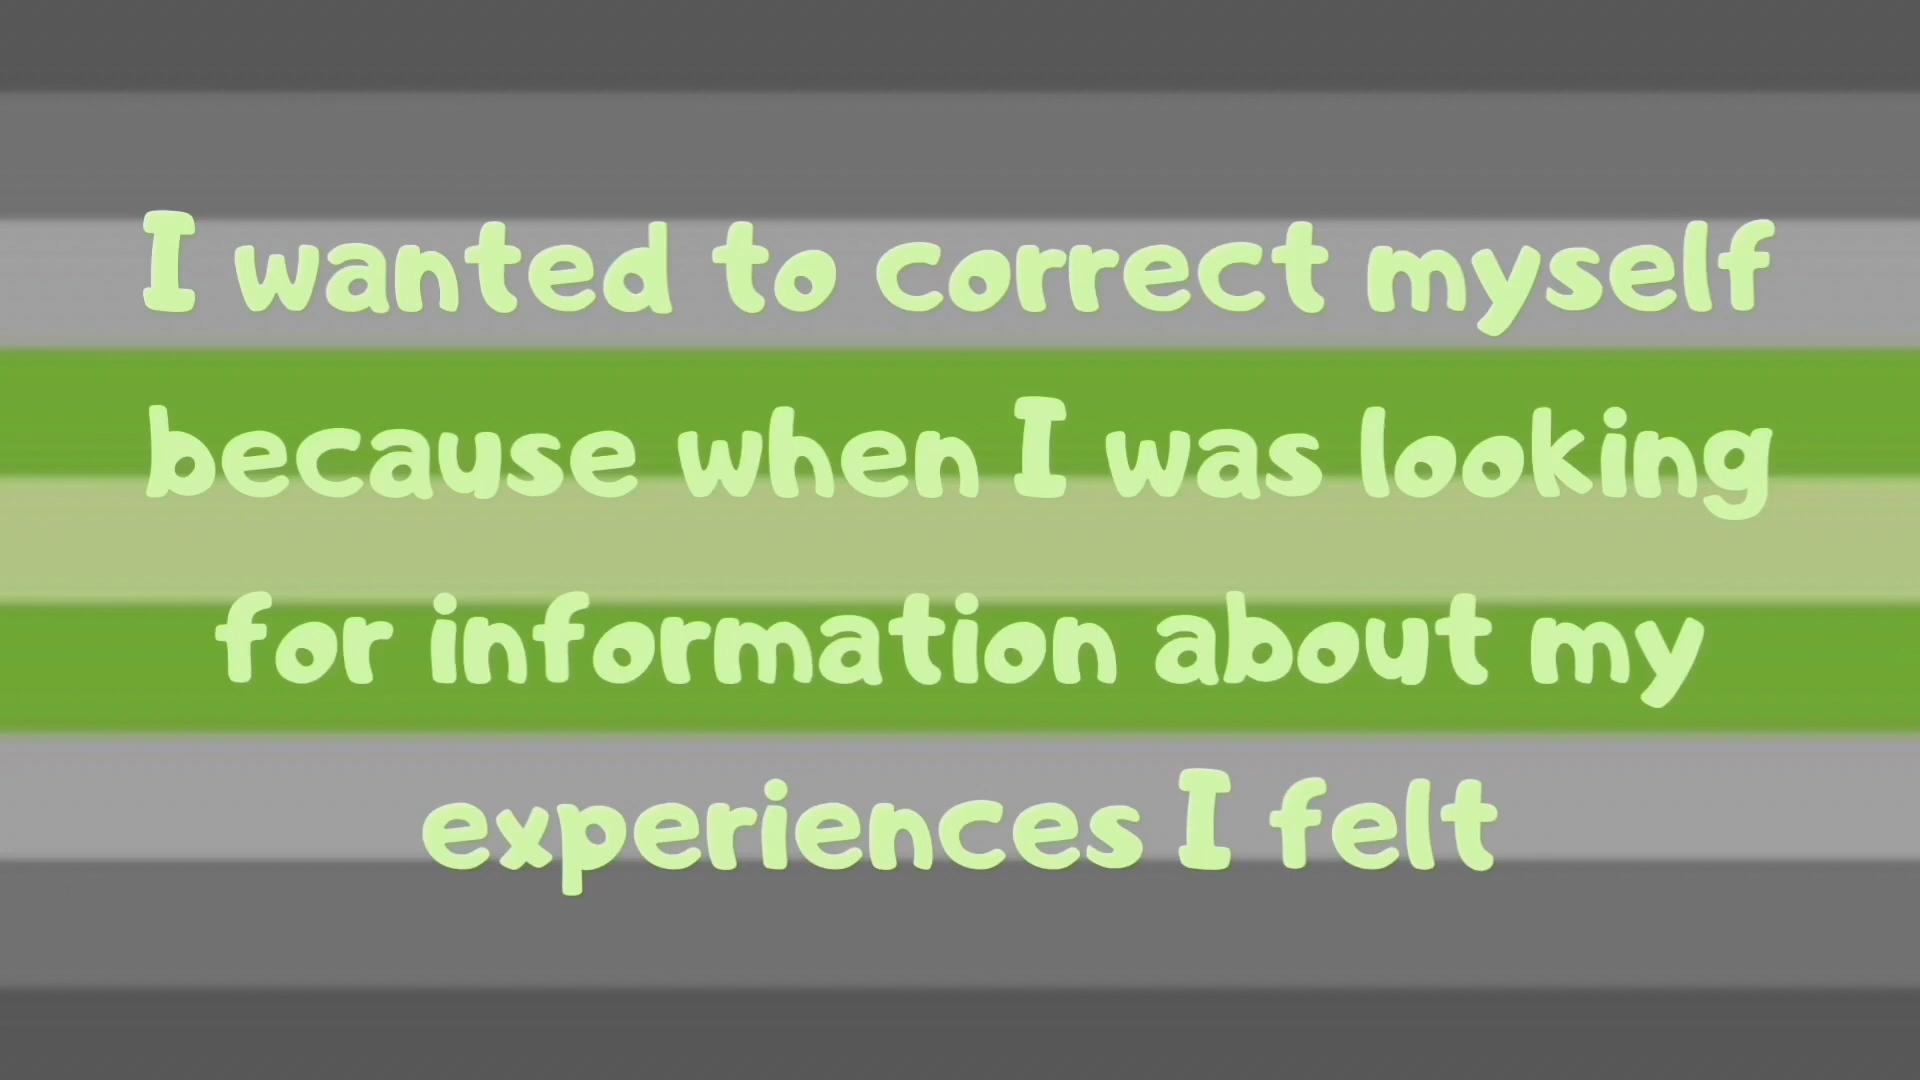 I wanted to correct myself
because when I was looking
for information about my
experiences I felt